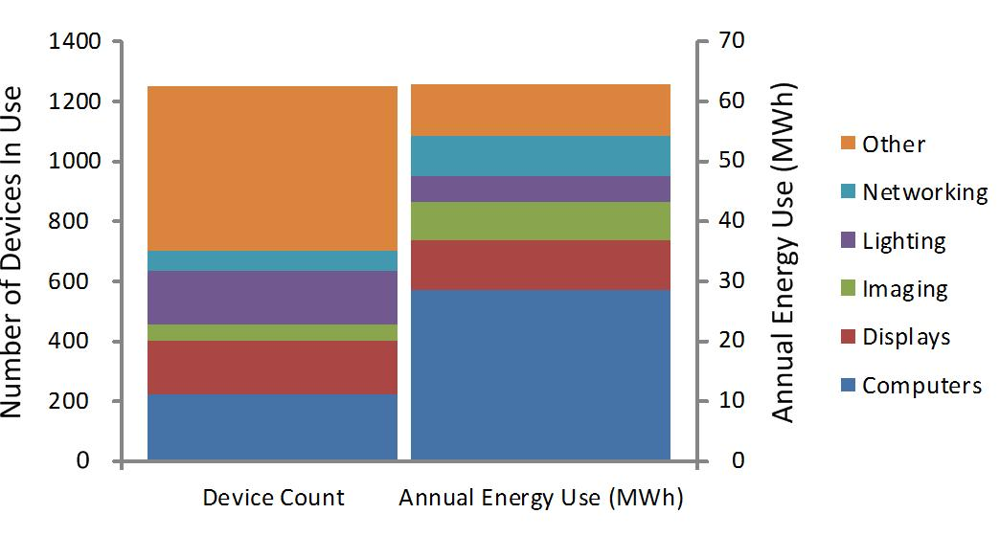 Number of Devices In Use
1400
1200
1000
800
600
400
200
0
Device Count
Annual Energy Use (MWh)
70
60
50
40
30
20
10
0
Annual Energy Use (MWh)
Other
Networking
Lighting
Imaging
Displays
Computers